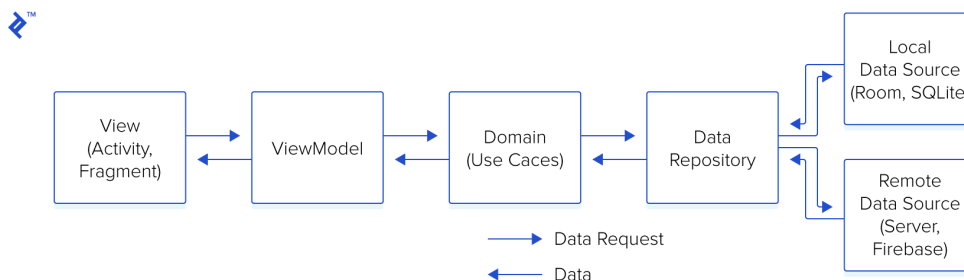 TM
View
(Activity,
Fragment)
ViewModel
Domain
(Use Caces)
Data
Repository
Local
Data Source
(Room, SQLite
Remote
Data Source
(Server,
Firebase)
Data Request
Data